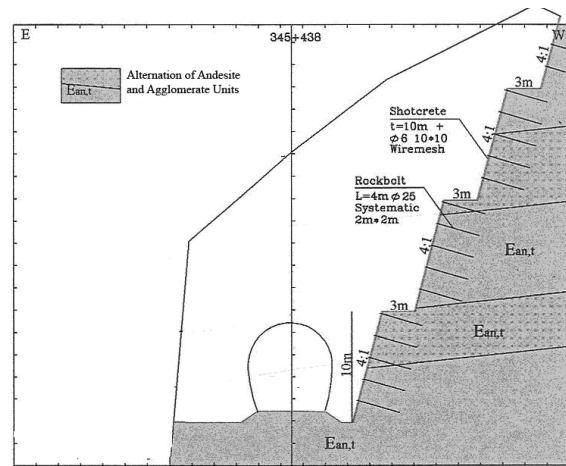 E
345+438
W
Ean,t
Alternation of Andesite
and Agglomerate Units
4:1
3m
Shotcrete
t=10m +
ϕ6 10*10
Wiremesh
4:1
Rockbolt
L=4m ϕ25
Systematic
2m*2m
3m
4:1
Ean,t
3m
Ean,t
4:1
10m
Ean,t